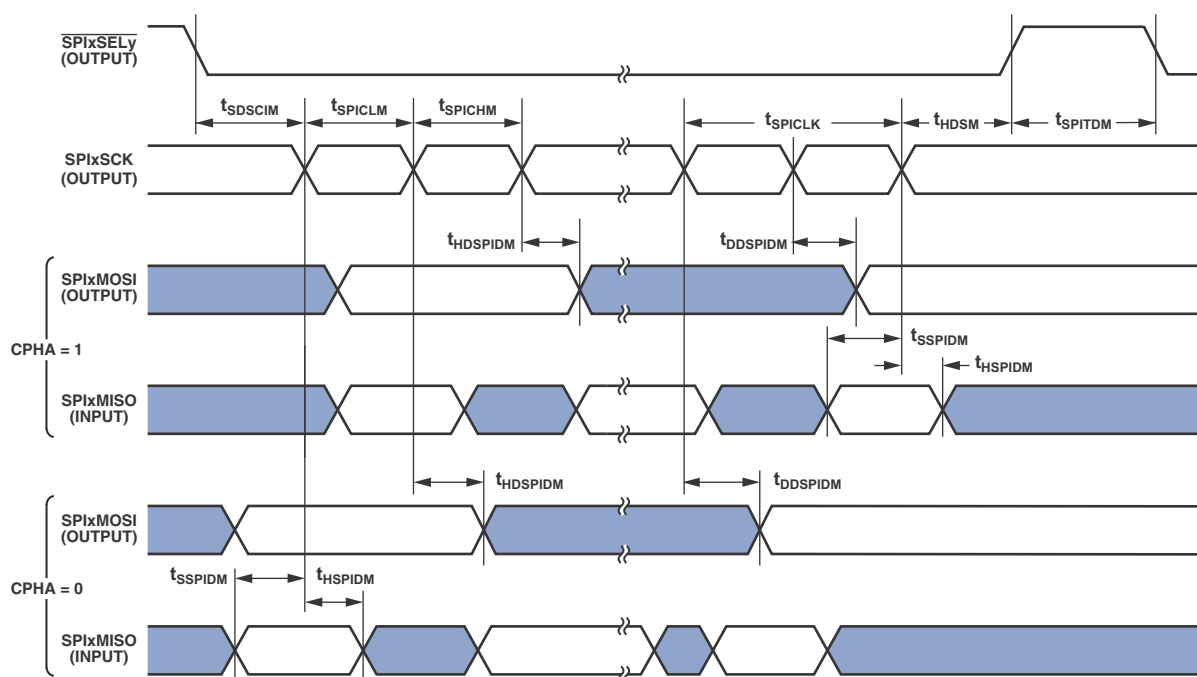 SPIxSELy
(OUTPUT)
tSDSCIM
tSPICLM
tSPICHM
tSPICLK
tHDSM
tSPITDM
SPIxSCK
(OUTPUT)
tHDSPIDM
tDDSPIDM
SPIxMOSI
(OUTPUT)
CPHA = 1
tSSPIDM
tHSPIDM
SPIxMISO
(INPUT)
tHDSPIDM
tDDSPIDM
SPIxMOSI
(OUTPUT)
CPHA = 0
tSSPIDM
tHSPIDM
SPIxMISO
(INPUT)